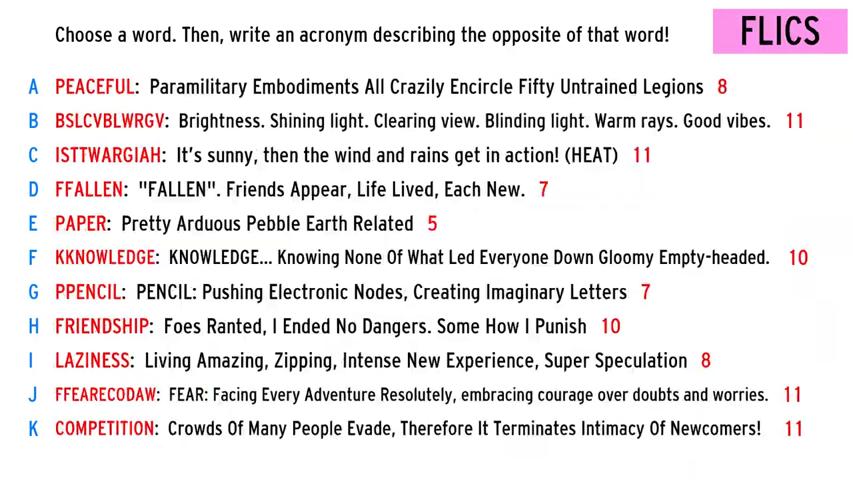 Choose a word. Then, write an acronym describing the opposite of that word!
FLICS
A PEACEFUL: Paramilitary Embodiments All Crazily Encircle Fifty Untrained Legions 8
B BSLCVBLWRGV: Brightness. Shining light. Clearing view. Blinding light. Warm rays. Good vibes. 11
C ISTTWARGIAH: It's sunny, then the wind and rains get in action! (HEAT) 11
D FFALLEN: "FALLEN". Friends Appear, Life Lived, Each New. 7
E PAPER: Pretty Arduous Pebble Earth Related 5
F KKNOWLEDGE: KNOWLEDGE... Knowing None Of What Led Everyone Down Gloomy Empty-headed. 10
G PPENCIL: PENCIL: Pushing Electronic Nodes, Creating Imaginary Letters 7
H FRIENDSHIP: Foes Ranted, I Ended No Dangers. Some How I Punish 10
I LAZINESS: Living Amazing, Zipping, Intense New Experience, Super Speculation 8
J FFEARECODAW: FEAR: Facing Every Adventure Resolutely, embracing courage over doubts and worries. 11
K COMPETITION: Crowds Of Many People Evade, Therefore It Terminates Intimacy Of Newcomers! 11